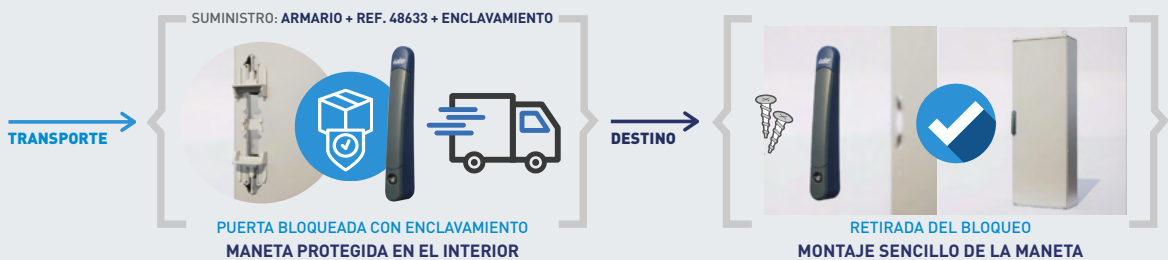 SUMINISTRO: ARMARIO + REF. 48633 + ENCLAVAMIENTO
TRANSPORTE
PUERTA BLOQUEADA CON ENCLAVAMIENTO
MANETA PROTEGIDA EN EL INTERIOR
DESTINO
RETIRADA DEL BLOQUEO
MONTAJE SENCILLO DE LA MANETA